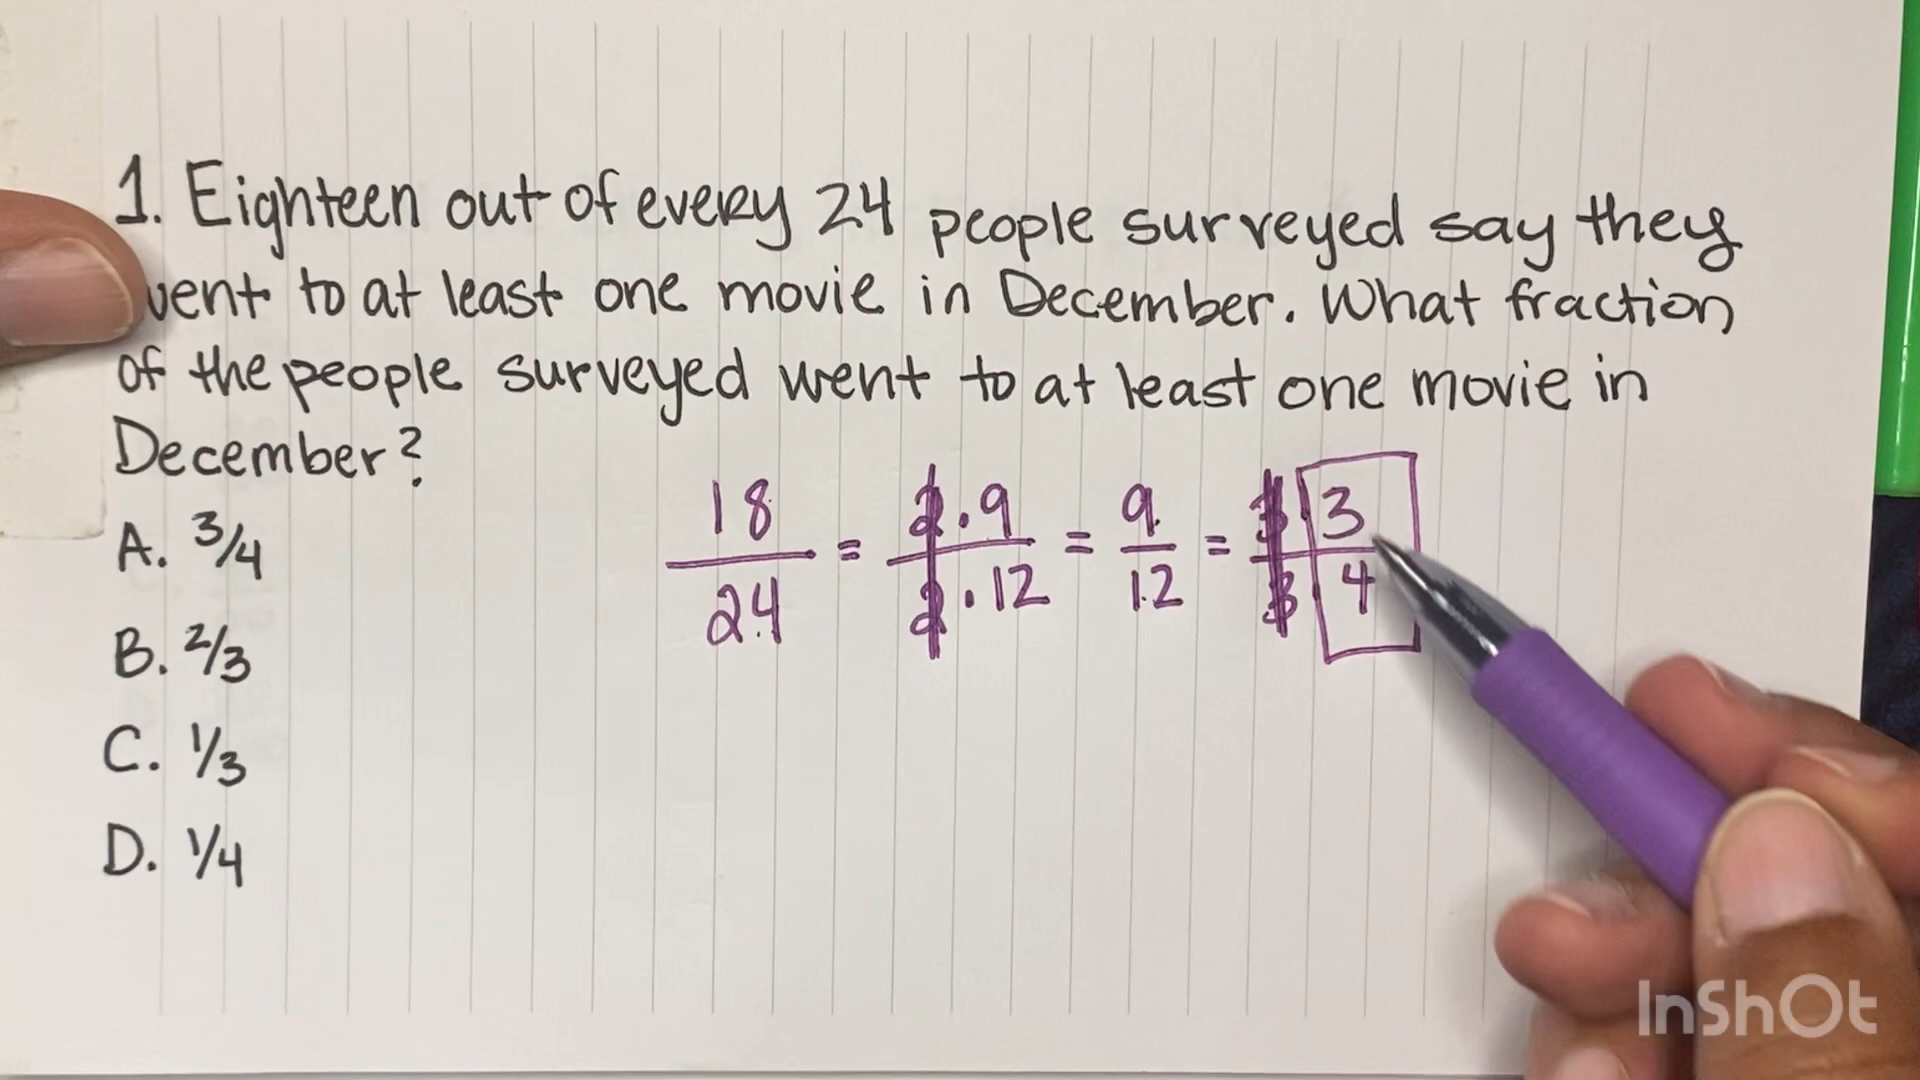 1. Eighteen out of every 24 people surveyed say they
went to at least one movie in December. What fraction
of the people surveyed went to at least one movie in
December?
18/24 = 2·9/2·12 = 9/12 = 3 3/3 4
A. 3/4
B. 2/3
C. 1/3
D. 1/4
InShOt